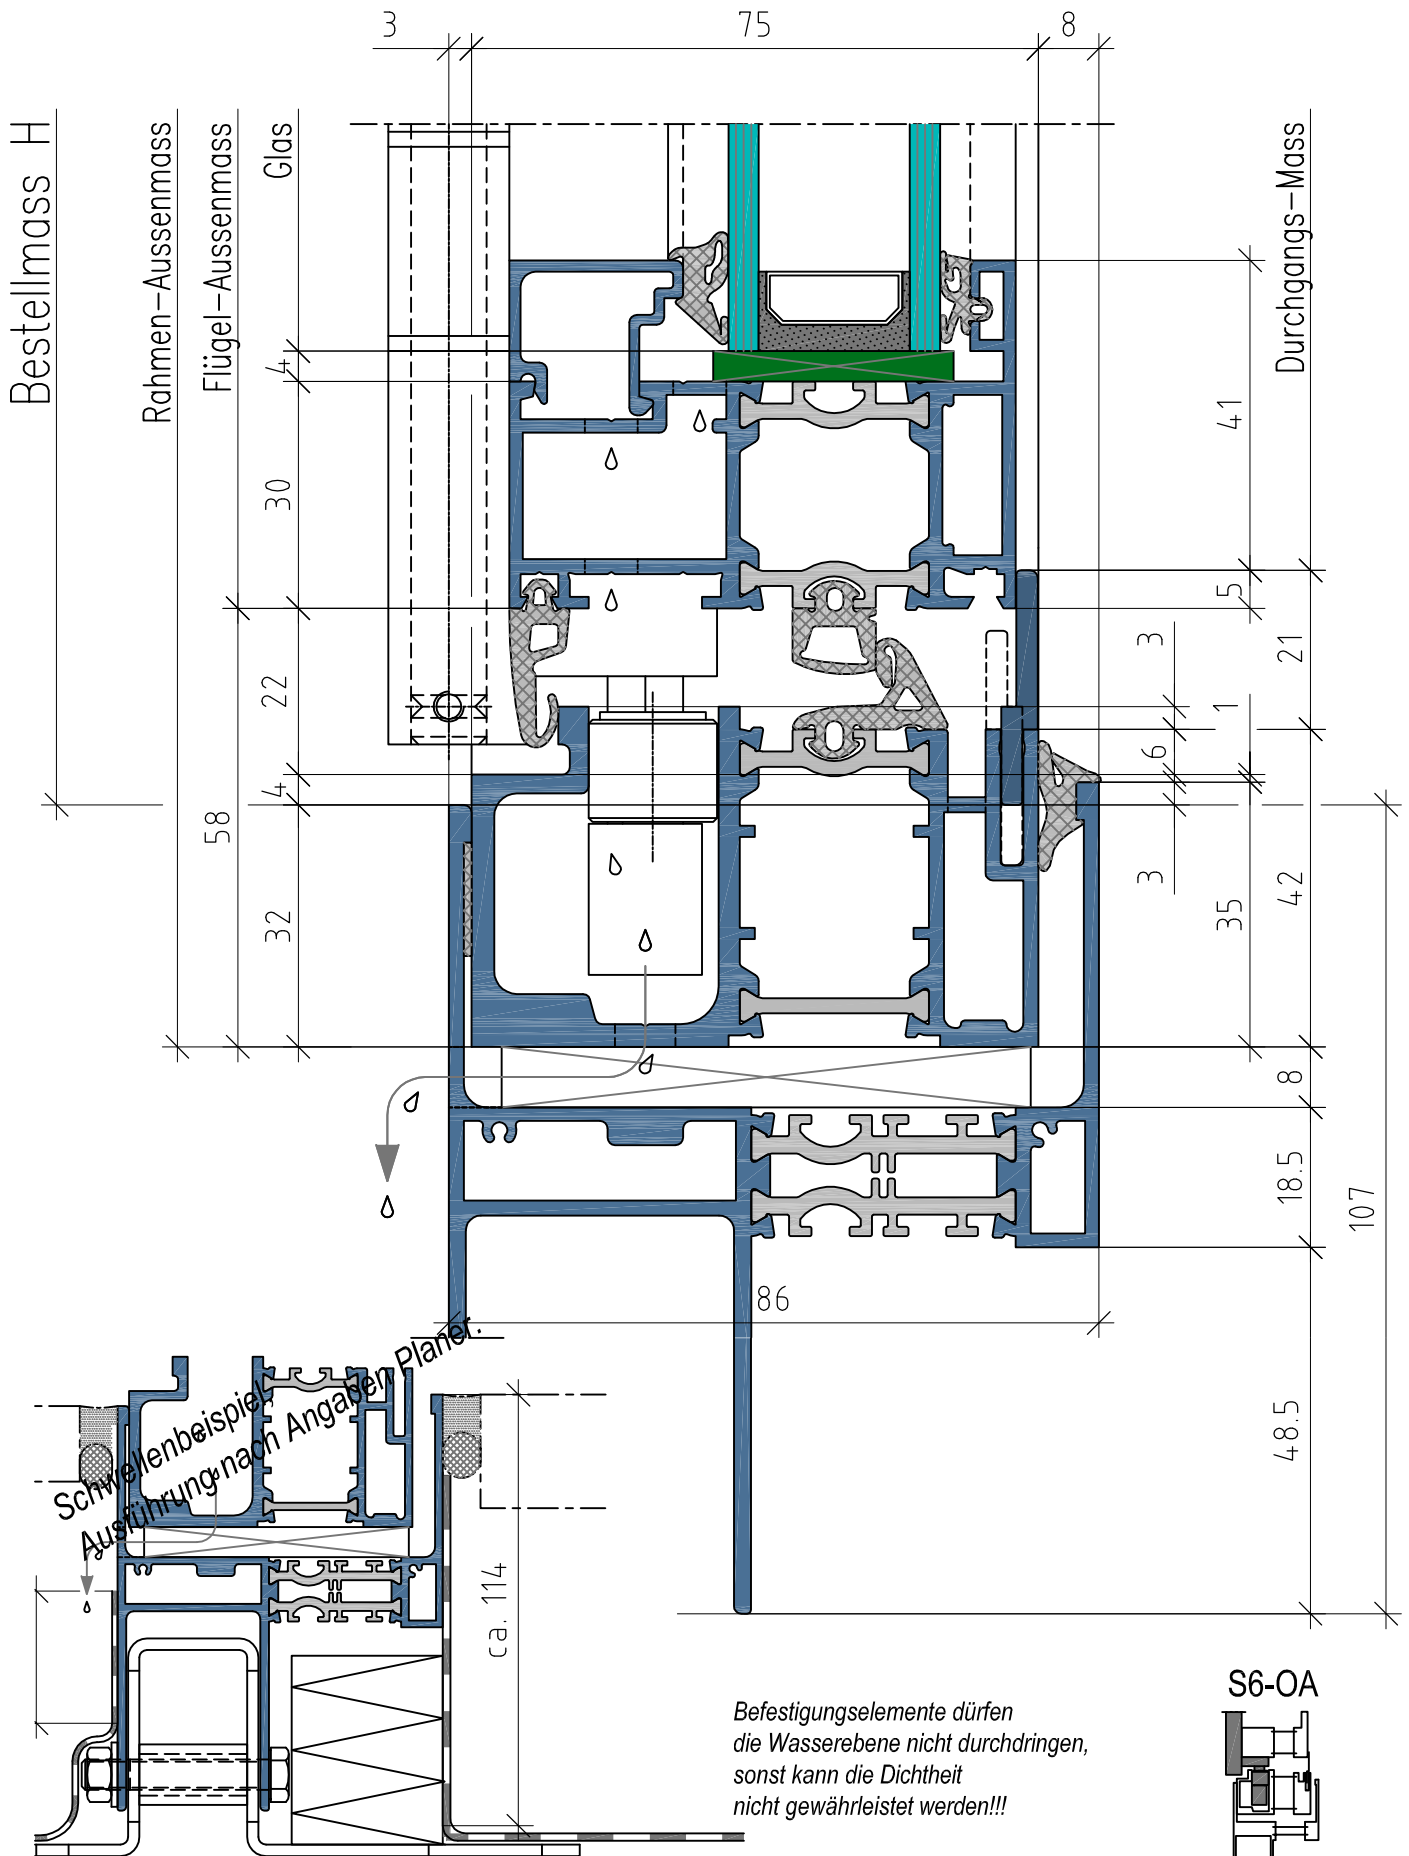 3
75
8
Bestellmass H
Rahmen-Aussenmass
Flügel-Aussenmass
Glas
Durchgangs-Mass
4
30
22
4
58
32
41
5
3
21
1
6
3
35
42
8
18.5
107
86
48.5
Schwellenbeispiel
Ausführung nach Angaben Planer.
ca. 114
Befestigungselemente dürfen
die Wasserebene nicht durchdringen,
sonst kann die Dichtheit
nicht gewährleistet werden!!!
S6-OA